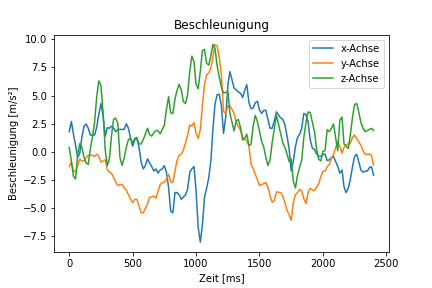 Beschleunigung
x-Achse
y-Achse
z-Achse
Beschleunigung [m/s²]
10.0
7.5
5.0
2.5
0.0
−2.5
−5.0
−7.5
0
500
1000
1500
2000
2500
Zeit [ms]